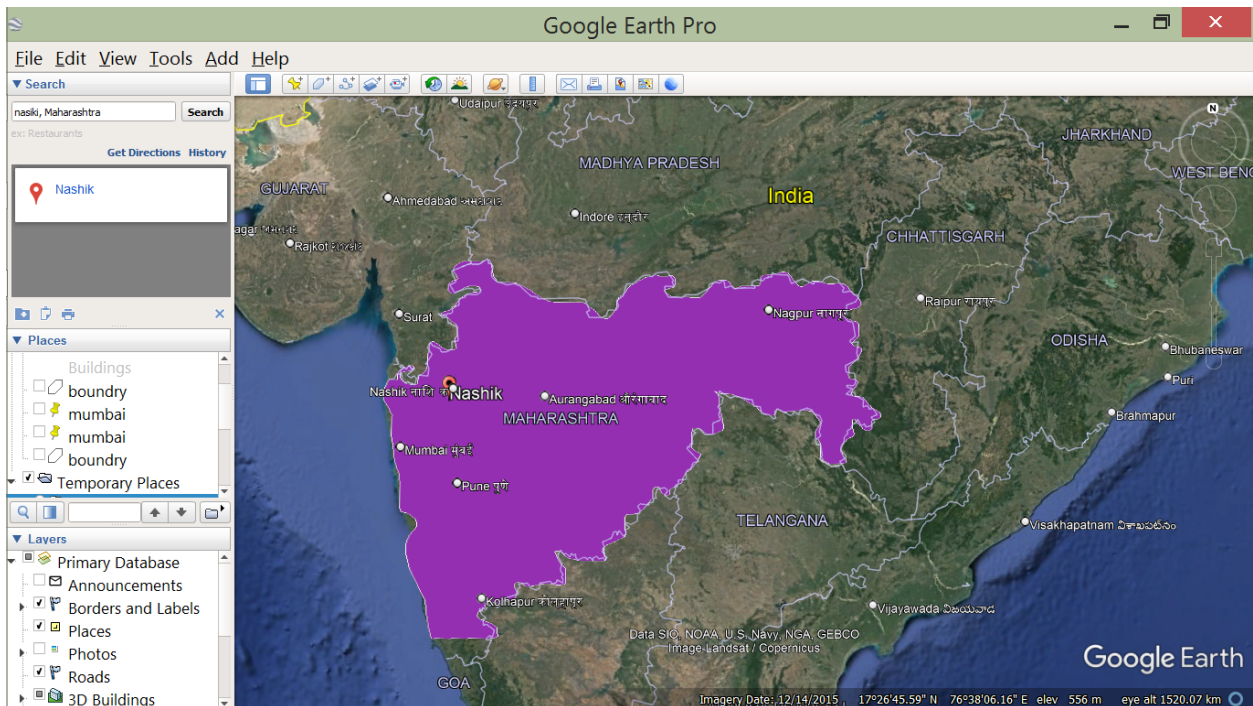 Google Earth Pro
File Edit View Tools Add Help
Search
nasiki, Maharashtra
Search
ex: Restaurants
Get Directions History
Nashik
Places
Buildings
boundry
mumbai
mumbai
boundry
Temporary Places
Layers
Primary Database
Announcements
Borders and Labels
Places
Photos
Roads
3D Buildings
Udaipur उदयपुर
N
JHARKHAND
MADHYA PRADESH
WEST BENG
GUJARAT
India
Ahmedabad અમદાવાદ
Indore इन्दौर
CHHATTISGARH
Rajkot રાજકોટ
Raipur रायपुर
Surat
Nagpur नागपूर
ODISHA
Bhubaneswar
Puri
Nashik
Nashik
Aurangabad औरंगाबाद
MAHARASHTRA
Brahmapur
Mumbai मुंबई
Pune पुणे
TELANGANA
Visakhapatnam విశాఖపట్నం
Kolhapur कोल्हापूर
Vijayawada విజయవాడ
Data SIO, NOAA, U.S. Navy, NGA, GEBCO
Image Landsat / Copernicus
Google Earth
GOA
Imagery Date: 12/14/2015 17°26'45.59" N 76°38'06.16" E elev 556 m eye alt 1520.07 km